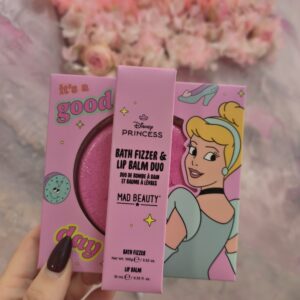 it's a
good
Disney
PRINCESS
BATH FIZZER &
LIP BALM DUO
DUO DE BOMBE À BAIN
ET BAUME À LÈVRES
MAD BEAUTY
BATH FIZZER
LIP BALM
day